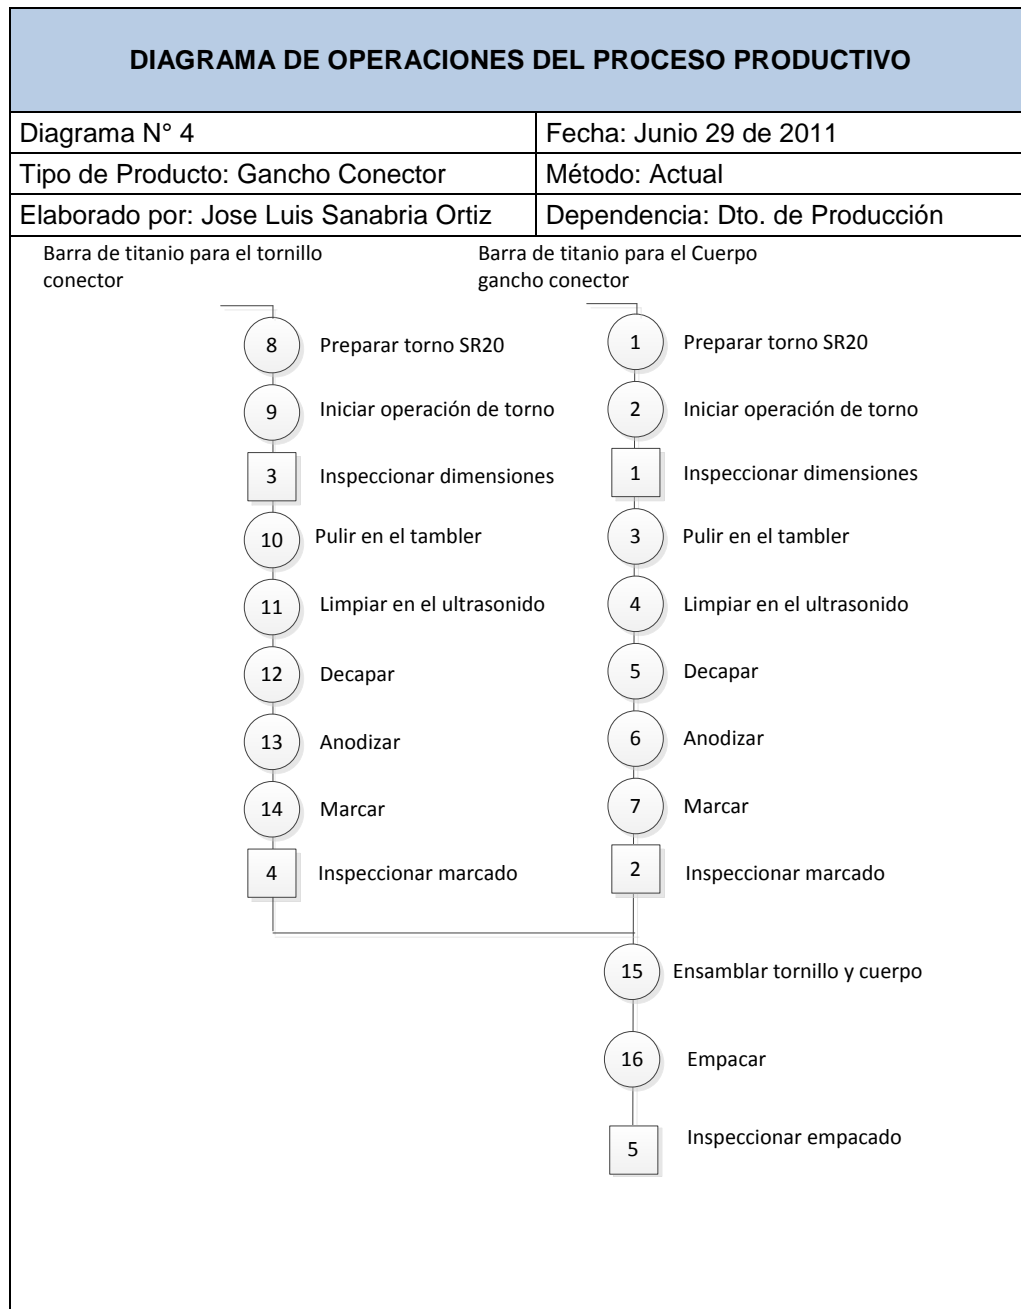 DIAGRAMA DE OPERACIONES DEL PROCESO PRODUCTIVO
Diagrama N° 4
Fecha: Junio 29 de 2011
Tipo de Producto: Gancho Conector
Método: Actual
Elaborado por: Jose Luis Sanabria Ortiz
Dependencia: Dto. de Producción
Barra de titanio para el tornillo
conector
Barra de titanio para el Cuerpo
gancho conector
8 Preparar torno SR20
9 Iniciar operación de torno
3 Inspeccionar dimensiones
10 Pulir en el tambler
11 Limpiar en el ultrasonido
12 Decapar
13 Anodizar
14 Marcar
4 Inspeccionar marcado
1 Preparar torno SR20
2 Iniciar operación de torno
1 Inspeccionar dimensiones
3 Pulir en el tambler
4 Limpiar en el ultrasonido
5 Decapar
6 Anodizar
7 Marcar
2 Inspeccionar marcado
15 Ensamblar tornillo y cuerpo
16 Empacar
5 Inspeccionar empacado